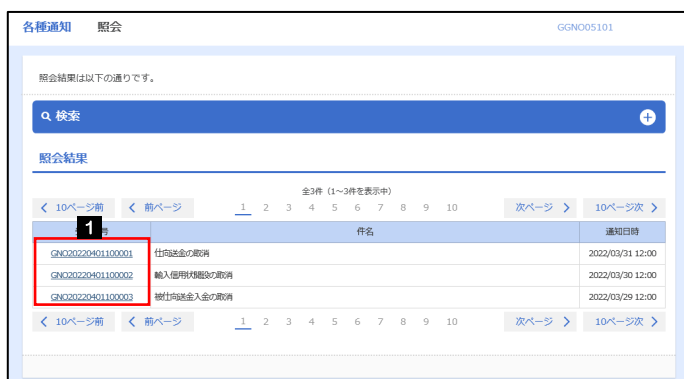 各種通知 照会 GGNO05101
照会結果は以下の通りです。
検索
照会結果
全3件（1～3件を表示中）
10ページ前 前ページ 1 2 3 4 5 6 7 8 9 10 次ページ 10ページ次
1 号 件名 通知日時
GNO20220401100001 仕向送金の取消 2022/03/31 12:00
GNO20220401100002 輸入信用状開設の取消 2022/03/30 12:00
GNO20220401100003 被仕向送金入金の取消 2022/03/29 12:00
10ページ前 前ページ 1 2 3 4 5 6 7 8 9 10 次ページ 10ページ次